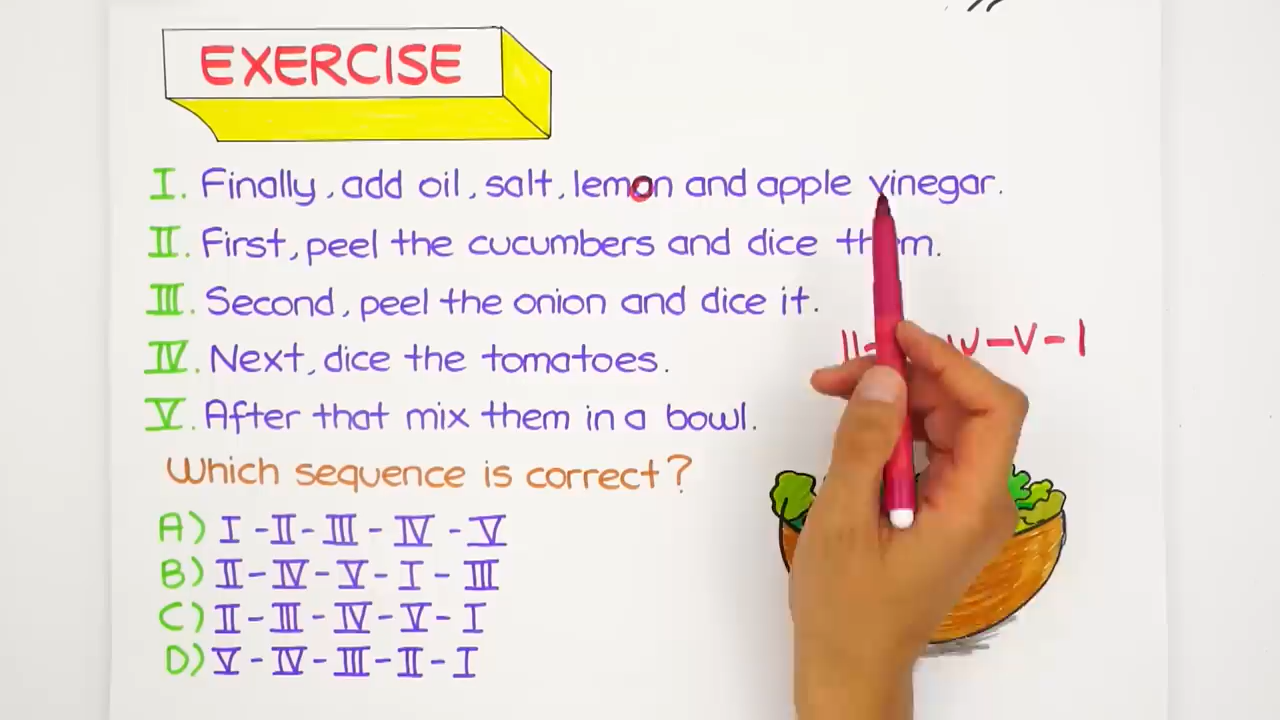 EXERCISE
I. Finally, add oil, salt, lemon and apple vinegar.
II. First, peel the cucumbers and dice them.
III. Second, peel the onion and dice it.
II- IV-V-I
IV. Next, dice the tomatoes.
V. After that mix them in a bowl.
Which sequence is correct?
A) I-II-III-IV-V
B) II-IV-V-I-III
C) II-III-IV-V-I
D) V-IV-III-II-I